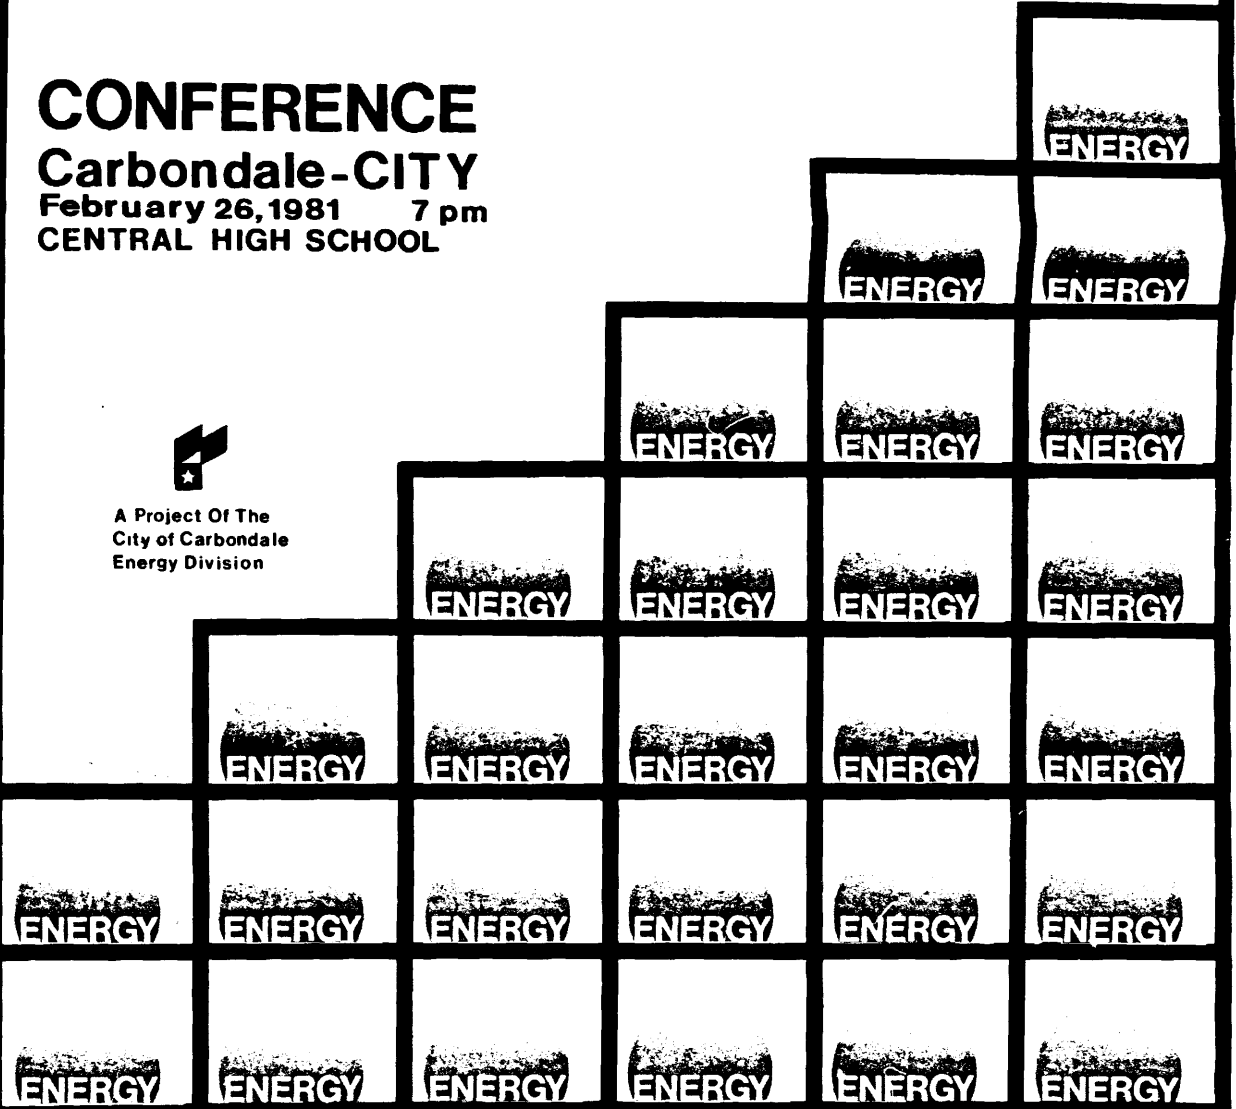 CONFERENCE
Carbondale-CITY
February 26,1981 7 pm
CENTRAL HIGH SCHOOL
A Project Of The
City of Carbondale
Energy Division
ENERGY
ENERGY ENERGY
ENERGY ENERGY ENERGY
ENERGY ENERGY ENERGY ENERGY
ENERGY ENERGY ENERGY ENERGY ENERGY
ENERGY ENERGY ENERGY ENERGY ENERGY ENERGY
ENERGY ENERGY ENERGY ENERGY ENERGY ENERGY